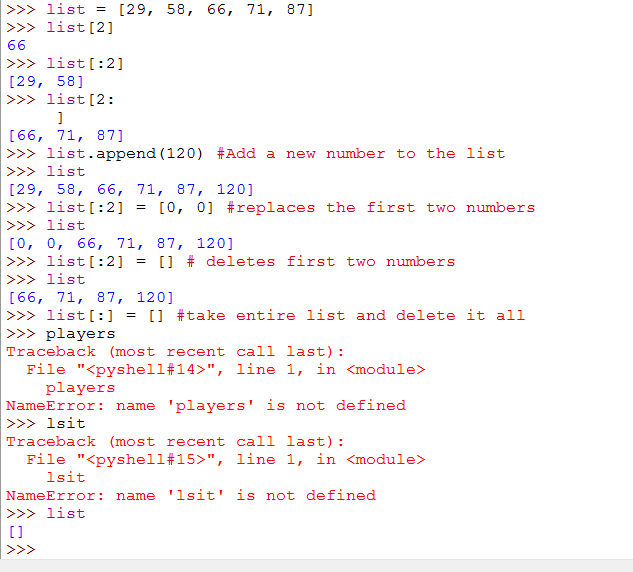 >>> list = [29, 58, 66, 71, 87]
>>> list[2]
66
>>> list[:2]
[29, 58]
>>> list[2:
     ]
[66, 71, 87]
>>> list.append(120) #Add a new number to the list
>>> list
[29, 58, 66, 71, 87, 120]
>>> list[:2] = [0, 0] #replaces the first two numbers
>>> list
[0, 0, 66, 71, 87, 120]
>>> list[:2] = [] # deletes first two numbers
>>> list
[66, 71, 87, 120]
>>> list[:] = [] #take entire list and delete it all
>>> players
Traceback (most recent call last):
  File "<pyshell#14>", line 1, in <module>
    players
NameError: name 'players' is not defined
>>> lsit
Traceback (most recent call last):
  File "<pyshell#15>", line 1, in <module>
    lsit
NameError: name 'lsit' is not defined
>>> list
[]
>>>